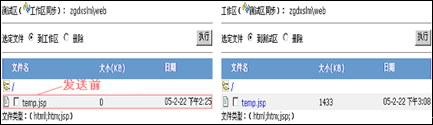 测试区(工作区同步): zgdxslnl\web
选定文件 到工作区 删除 执行
文件名 大小(KB) 日期
/ 发送前
temp.jsp 0 05-2-22 下午2:25
文件类型: (html;htm;jsp)
工作区(测试区同步): zgdxslnl\web
选定文件 到测试区 删除 执行
文件名 大小(KB) 日期
/
temp.jsp 1433 05-2-22 下午3:08
文件类型: (html;htm;jsp;)